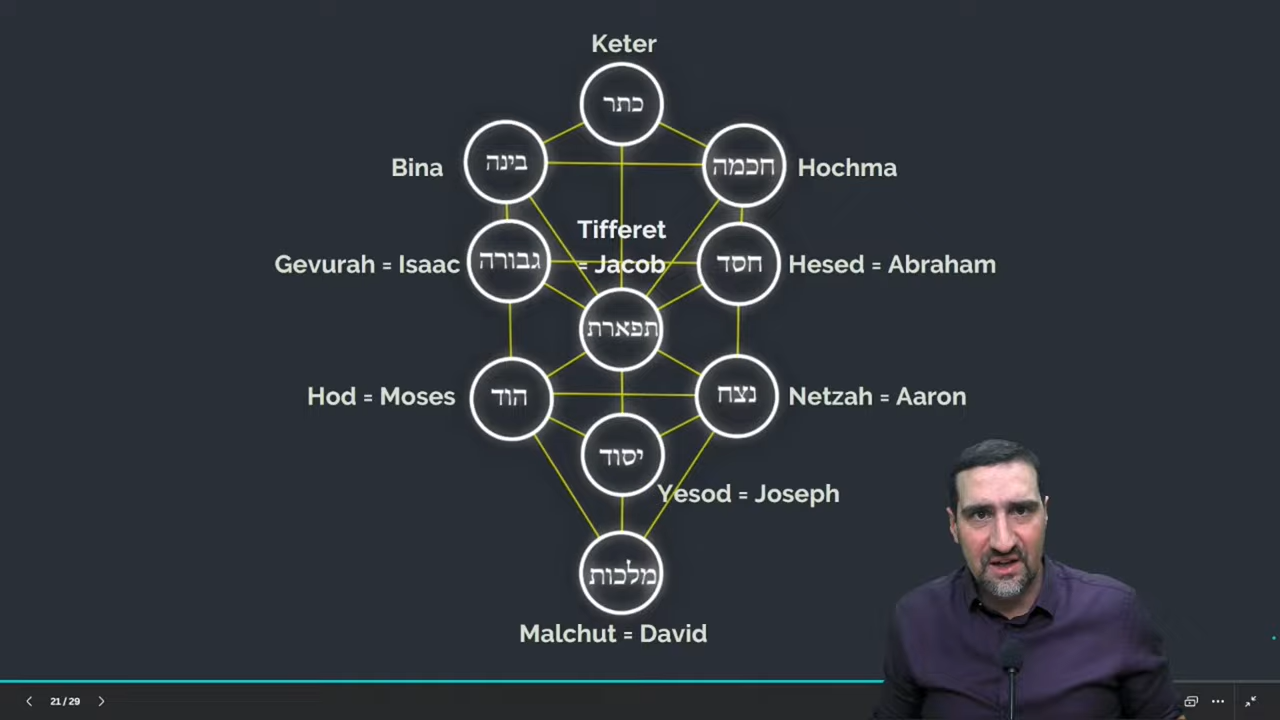 Keter
כתר
בינה
חכמה
Bina
Hochma
Tifferet
= Jacob
גבורה
חסד
Gevurah = Isaac
Hesed = Abraham
תפארת
הוד
נצח
Hod = Moses
Netzah = Aaron
יסוד
Yesod = Joseph
מלכות
Malchut = David
21 / 29